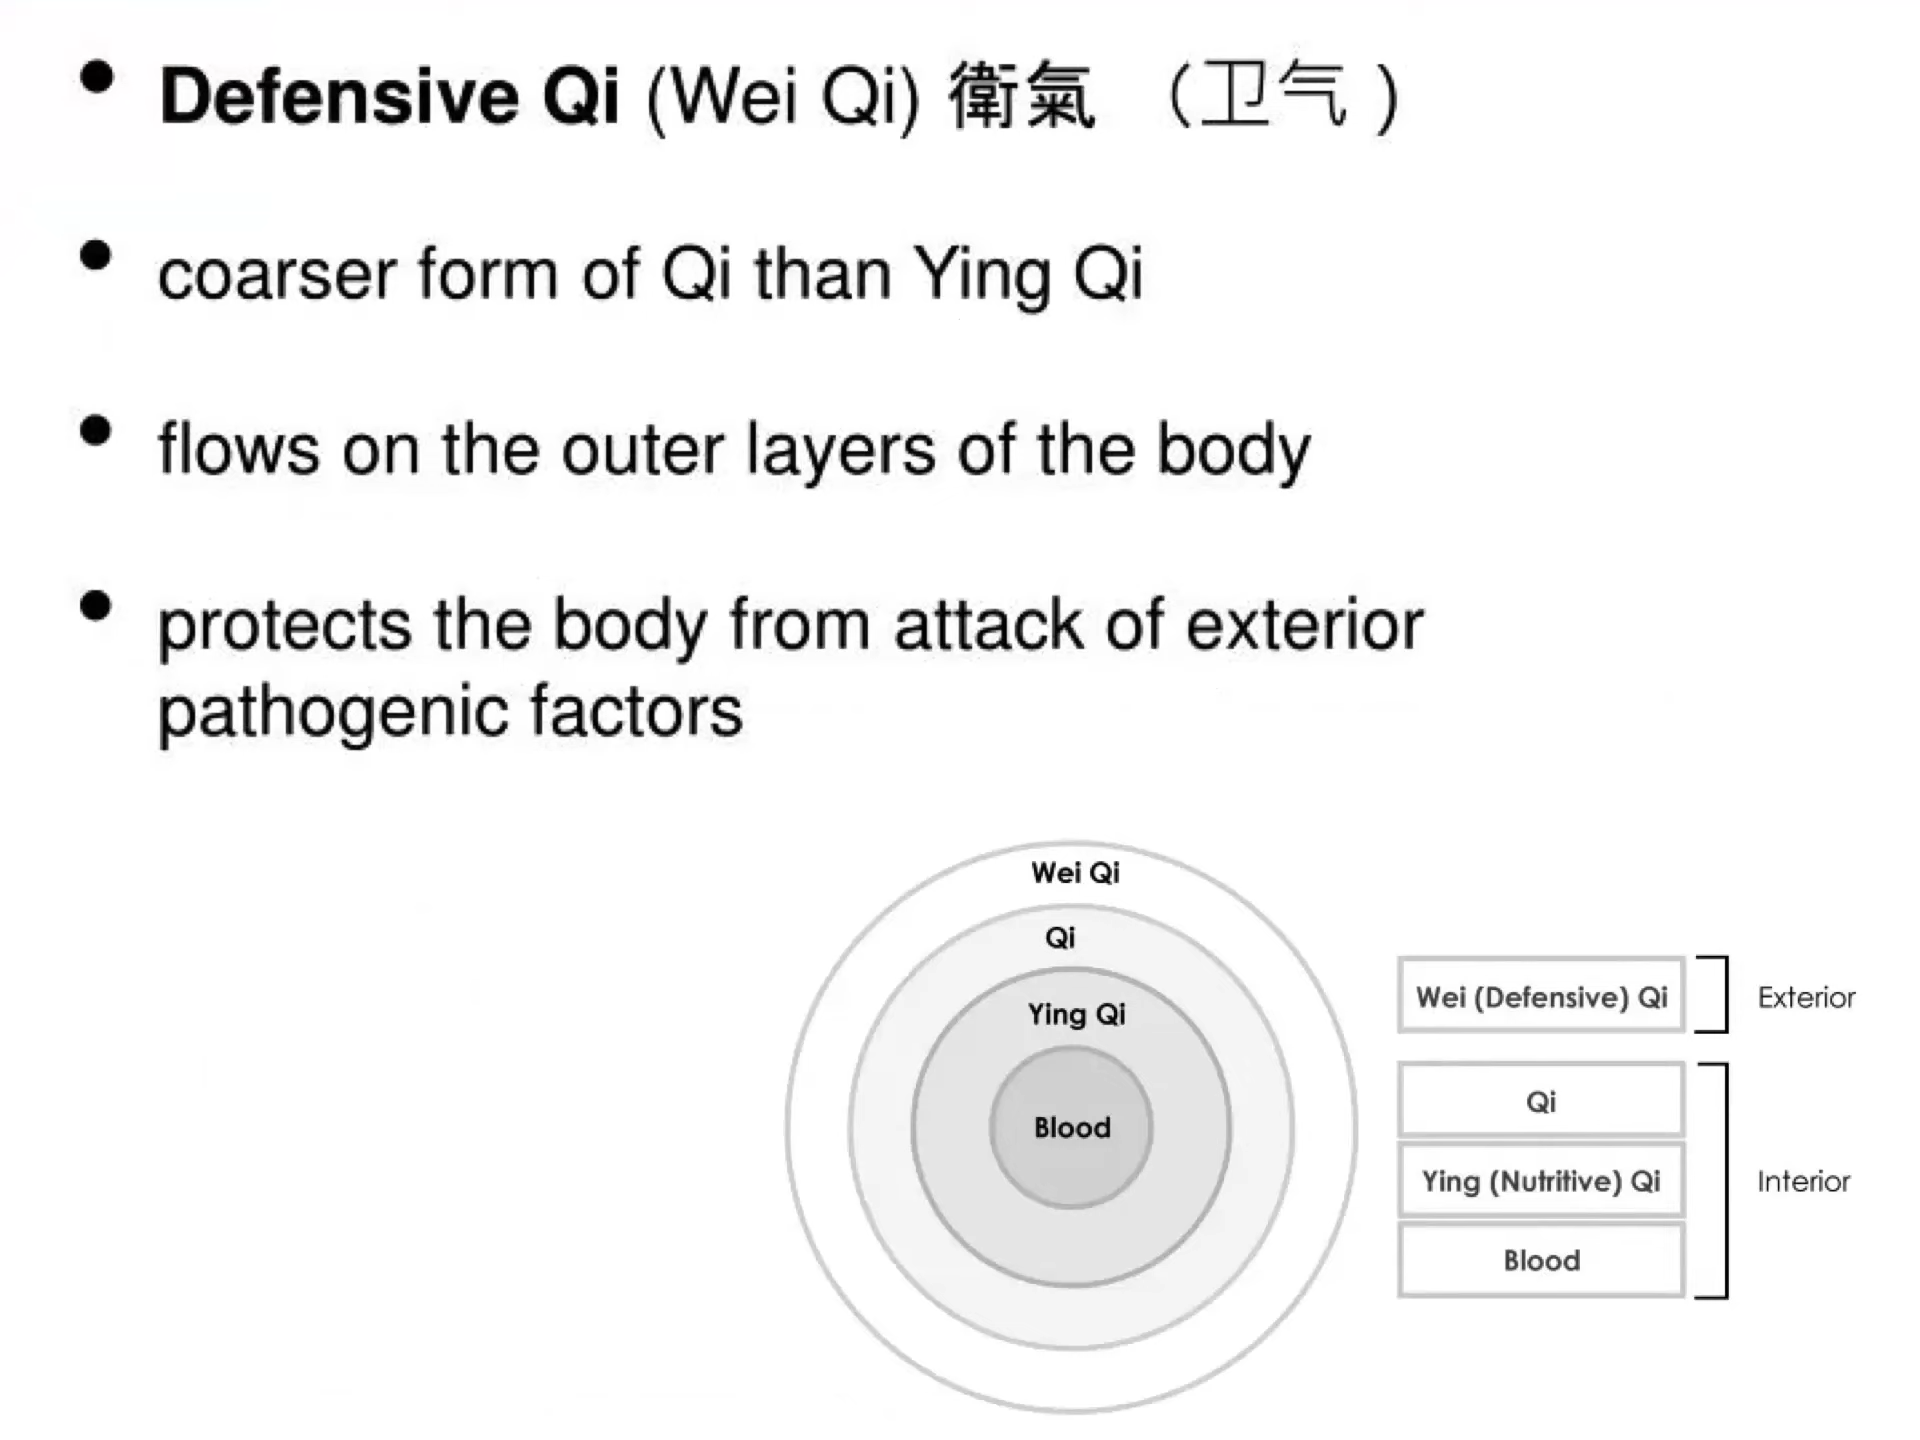 • Defensive Qi (Wei Qi) 衛氣 （卫气 )
• coarser form of Qi than Ying Qi
• flows on the outer layers of the body
• protects the body from attack of exterior
pathogenic factors
Wei Qi
Qi
Ying Qi
Blood
Wei (Defensive) Qi
Exterior
Qi
Ying (Nutritive) Qi
Interior
Blood